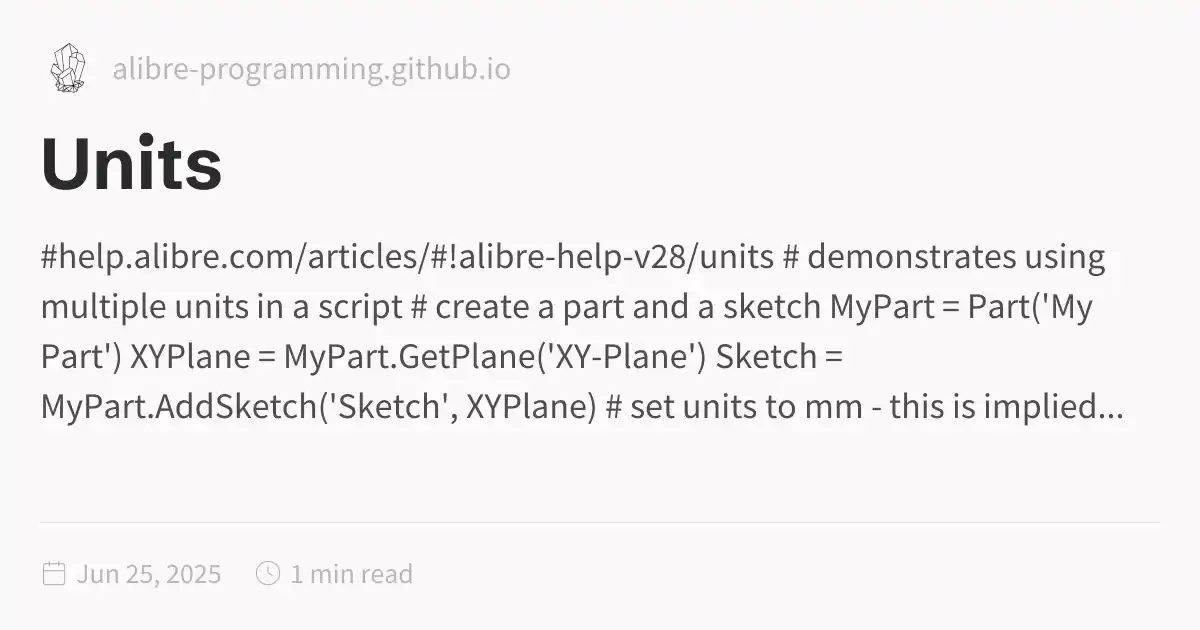 alibre-programming.github.io
Units
#help.alibre.com/articles/#!alibre-help-v28/units # demonstrates using
multiple units in a script # create a part and a sketch MyPart = Part('My
Part') XYPlane = MyPart.GetPlane('XY-Plane') Sketch =
MyPart.AddSketch('Sketch', XYPlane) # set units to mm - this is implied...
Jun 25, 2025 1 min read